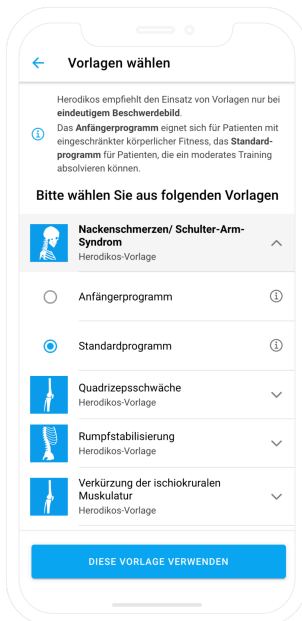 Vorlagen wählen
Herodikos empfiehlt den Einsatz von Vorlagen nur bei
eindeutigem Beschwerdebild.
Das Anfängerprogramm eignet sich für Patienten mit
eingeschränkter körperlicher Fitness, das Standard-
programm für Patienten, die ein moderates Training
absolvieren können.
Bitte wählen Sie aus folgenden Vorlagen
Nackenschmerzen/ Schulter-Arm-
Syndrom
Herodikos-Vorlage
Anfängerprogramm
Standardprogramm
Quadrizepsschwäche
Herodikos-Vorlage
Rumpfstabilisierung
Herodikos-Vorlage
Verkürzung der ischiokruralen
Muskulatur
Herodikos-Vorlage
DIESE VORLAGE VERWENDEN